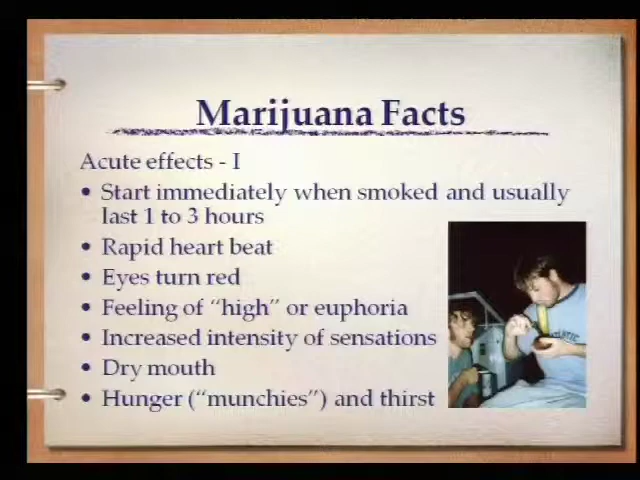 Marijuana Facts
Acute effects - I
• Start immediately when smoked and usually
last 1 to 3 hours
• Rapid heart beat
• Eyes turn red
• Feeling of “high” or euphoria
• Increased intensity of sensations
• Dry mouth
• Hunger (“munchies”) and thirst